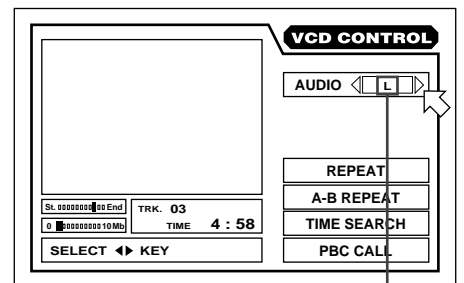 VCD CONTROL
AUDIO L
REPEAT
A-B REPEAT
TIME SEARCH
PBC CALL
St. End
0 10Mb
TRK. 03
TIME 4 : 58
SELECT KEY